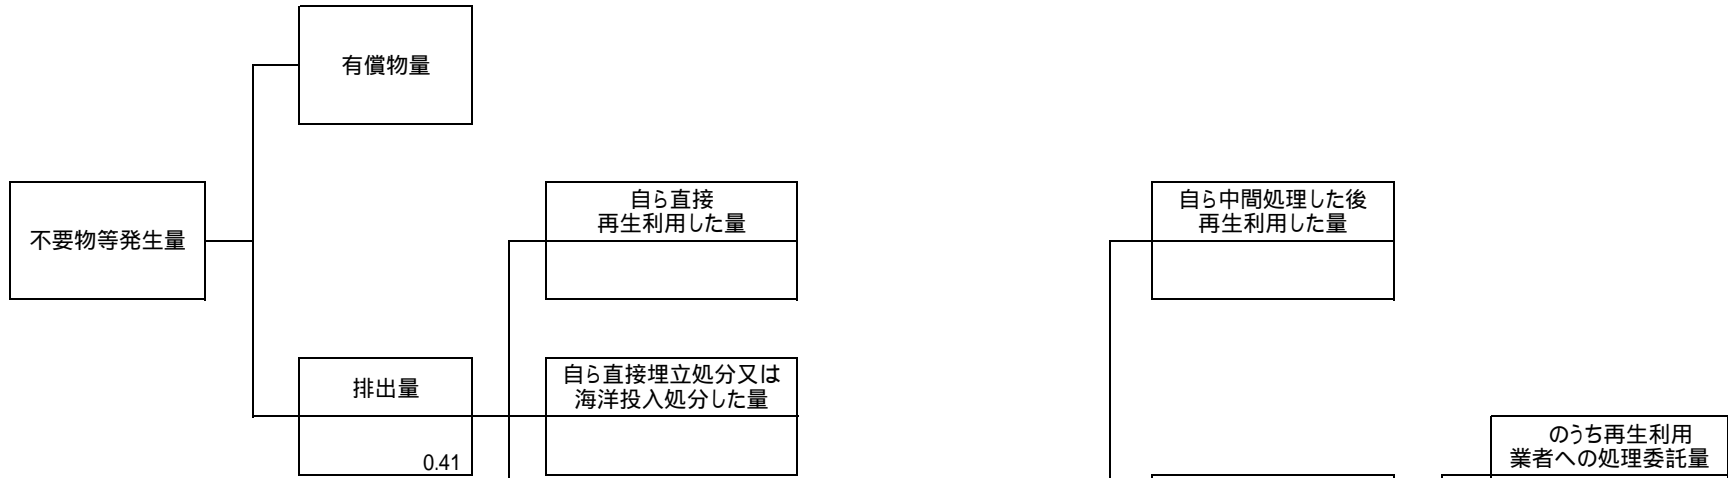 有償物量
不要物等発生量
自ら直接
再生利用した量
自ら中間処理した後
再生利用した量
排出量
0.41
自ら直接埋立処分又は
海洋投入処分した量
のうち再生利用
業者への処理委託量